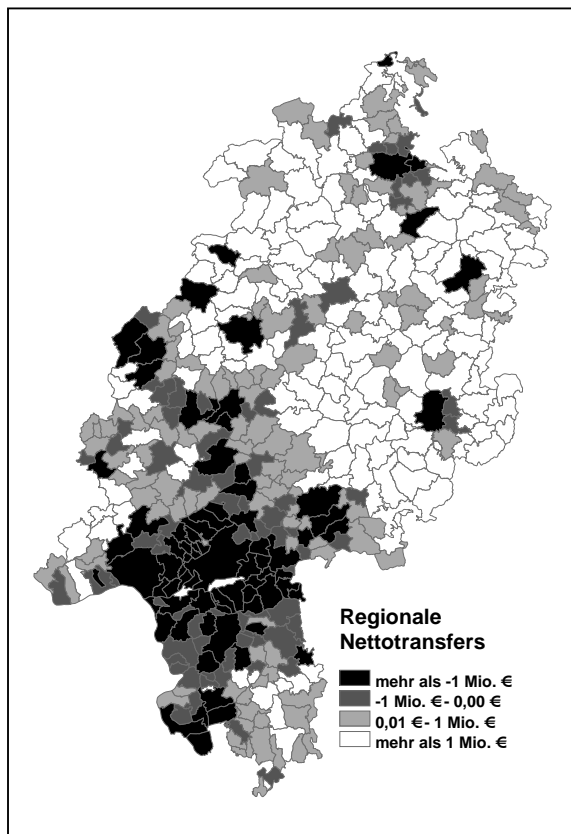 Regionale
Nettotransfers
mehr als -1 Mio. €
-1 Mio. €- 0,00 €
0,01 €- 1 Mio. €
mehr als 1 Mio. €